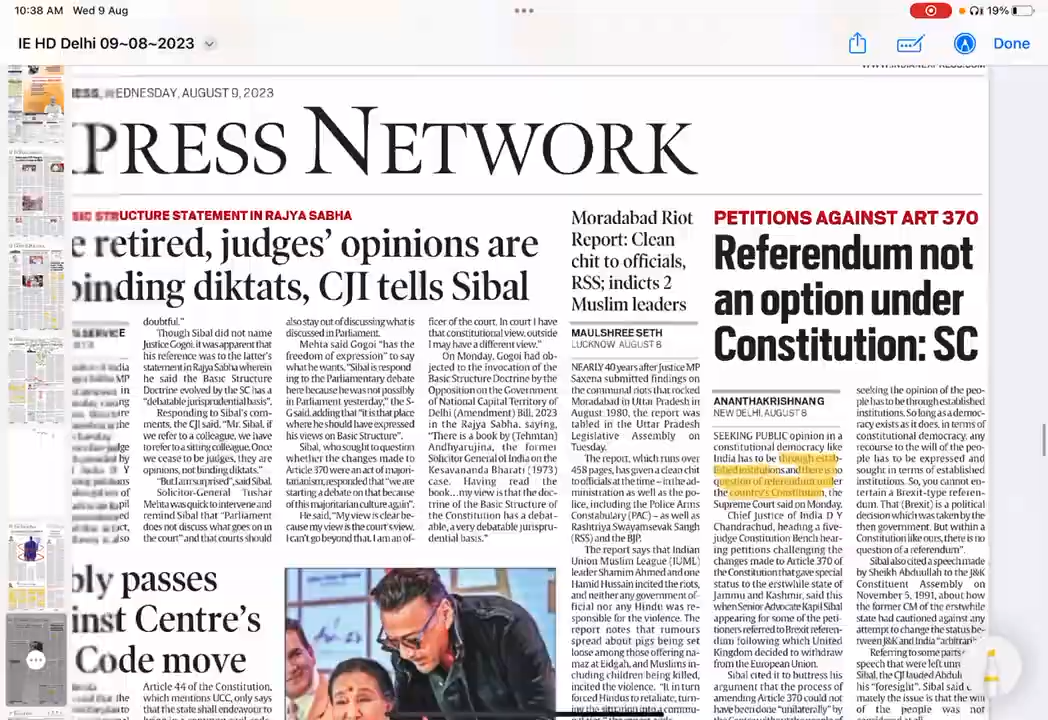 10:38 AM Wed 9 Aug
19%
IE HD Delhi 09~08~2023
Done
WWW.INDIANEXPRESS.COM
EDNESDAY, AUGUST 9, 2023
PRESS NETWORK
UCTURE STATEMENT IN RAJYA SABHA
e retired, judges’ opinions are
binding diktats, CJI tells Sibal
doubtful."
Though Sibal did not name
Justice Gogoi, it was apparent that
his reference was to the latter's
statement in Rajya Sabha wherein
he said the Basic Structure
Doctrine evolved by the SC has a
"debatable jurisprudential basis".
Responding to Sibal's com-
ments, the CJI said, "Mr. Sibal, if
we refer to a colleague, we have
to refer to a sitting colleague. Once
we cease to be judges, they are
opinions, not binding diktats."
"But I am surprised", said Sibal.
Solicitor-General Tushar
Mehta was quick to intervene and
remind Sibal that "Parliament
does not discuss what goes on in
the court" and that courts should
also stay out of discussing what is
discussed in Parliament.
Mehta said Gogoi "has the
freedom of expression" to say
what he wants. "Sibal is respond
ing to the Parliamentary debate
here because he was not possibly
in Parliament yesterday," the S-
G said, adding that "it is that place
where he should have expressed
his views on Basic Structure".
Sibal, who sought to question
whether the changes made to
Article 370 were an act of majori-
tarianism, responded that "we are
starting a debate on that because
of this majoritarian culture again".
He said, "My view is clear be-
cause my view is the court's view.
I can't go beyond that. I am an of-
ficer of the court. In court I have
that constitutional view, outside
I may have a different view."
On Monday, Gogoi had ob-
jected to the invocation of the
Basic Structure Doctrine by the
Opposition on the Government
of National Capital Territory of
Delhi (Amendment) Bill, 2023
in the Rajya Sabha, saying,
"There is a book by (Tehmtan)
Andhyarujina, the former
Solicitor General of India on the
Kesavananda Bharati (1973)
case. Having read the
book...my view is that the doc-
trine of the Basic Structure of
the Constitution has a debat-
able, a very debatable jurispru-
dential basis."
Moradabad Riot
Report: Clean
chit to officials,
RSS; indicts 2
Muslim leaders
MAULSHREE SETH
LUCKNOW, AUGUST 8
NEARLY 40 years after Justice MP
Saxena submitted findings on
the communal riots that rocked
Moradabad in Uttar Pradesh in
August 1980, the report was
tabled in the Uttar Pradesh
Legislative Assembly on
Tuesday.
The report, which runs over
458 pages, has given a clean chit
to officials at the time – in the ad-
ministration as well as the po-
lice, including the Police Arms
Constabulary (PAC) – as well as
Rashtriya Swayamsevak Sangh
(RSS) and the BJP.
The report says that Indian
Union Muslim League (IUML)
leader Shamim Ahmed and one
Hamid Hussain incited the riots,
and neither any government of-
ficial nor any Hindu was re-
sponsible for the violence. The
report notes that rumours
spread about pigs being set
loose among those offering na-
maz at Eidgah, and Muslims in-
cluding children being killed,
incited the violence. "It in turn
forced Hindus to retaliate, turn-
ing the situation into a commu-
PETITIONS AGAINST ART 370
Referendum not
an option under
Constitution: SC
ANANTHAKRISHNAN G
NEW DELHI, AUGUST 8
SEEKING PUBLIC opinion in a
constitutional democracy like
India has to be through estab-
lished institutions and there is no
question of referendum under
the country's Constitution, the
Supreme Court said on Monday.
Chief Justice of India D Y
Chandrachud, heading a five-
judge Constitution Bench hear-
ing petitions challenging the
changes made to Article 370 of
the Constitution that gave special
status to the erstwhile state of
Jammu and Kashmir, said this
when Senior Advocate Kapil Sibal
appearing for some of the peti-
tioners referred to Brexit referen-
dum following which United
Kingdom decided to withdraw
from the European Union.
Sibal cited it to buttress his
argument that the process of
amending Article 370 could not
have been done "unilaterally" by
seeking the opinion of the peo-
ple has to be through established
institutions. So long as a democ-
racy exists as it does, in terms of
constitutional democracy, any
recourse to the will of the peo-
ple has to be expressed and
sought in terms of established
institutions. So, you cannot en-
tertain a Brexit-type referen-
dum. That (Brexit) is a political
decision which was taken by the
then government. But within a
Constitution like ours, there is no
question of a referendum".
Sibal also cited a speech made
by Sheikh Abdullah to the J&K
Constituent Assembly on
November 5, 1991, about how
the former CM of the erstwhile
state had cautioned against any
attempt to change the status be-
tween J&K and India "arbitrari
Referring to some parts
speech that were left unr
Sibal, the CJI lauded Abdul
his "foresight". Sibal said
mately the issue is that the will
of the people was not
bly passes
inst Centre’s
Code move
Article 44 of the Constitution,
which mentions UCC, only says
that the state shall endeavour to